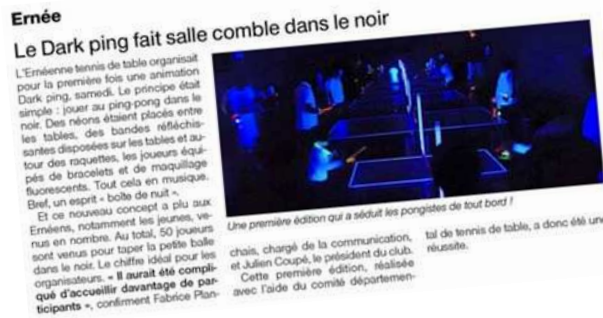 Ernée
Le Dark ping fait salle comble dans le noir
L'Ernéenne tennis de table organisait
pour la première fois une animation
Dark ping, samedi. Le principe était
simple : jouer au ping-pong dans le
noir. Des néons étaient placés entre
les tables, des bandes réfléchis-
santes disposées sur les tables et au-
tour des raquettes, les joueurs équi-
pés de bracelets et de maquillage
fluorescents. Tout cela en musique.
Bref, un esprit « boîte de nuit ».
Et ce nouveau concept a plu aux
Ernéens, notamment les jeunes, ve-
nus en nombre. Au total, 50 joueurs
sont venus pour taper la petite balle
dans le noir. Le chiffre idéal pour les
organisateurs. « Il aurait été compli-
qué d'accueillir davantage de par-
ticipants », confirment Fabrice Plan-
Une première édition qui a séduit les pongistes de tout bord !
chais, chargé de la communication,
et Julien Coupé, le président du club.
Cette première édition, réalisée
avec l'aide du comité départemen-
tal de tennis de table, a donc été une
réussite.